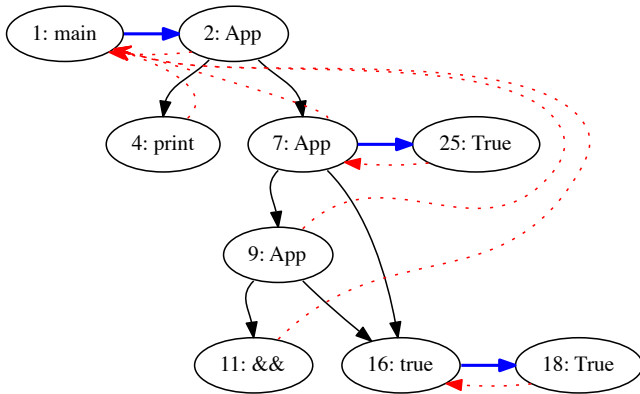 1: main
2: App
4: print
7: App
25: True
9: App
11: &&
16: true
18: True